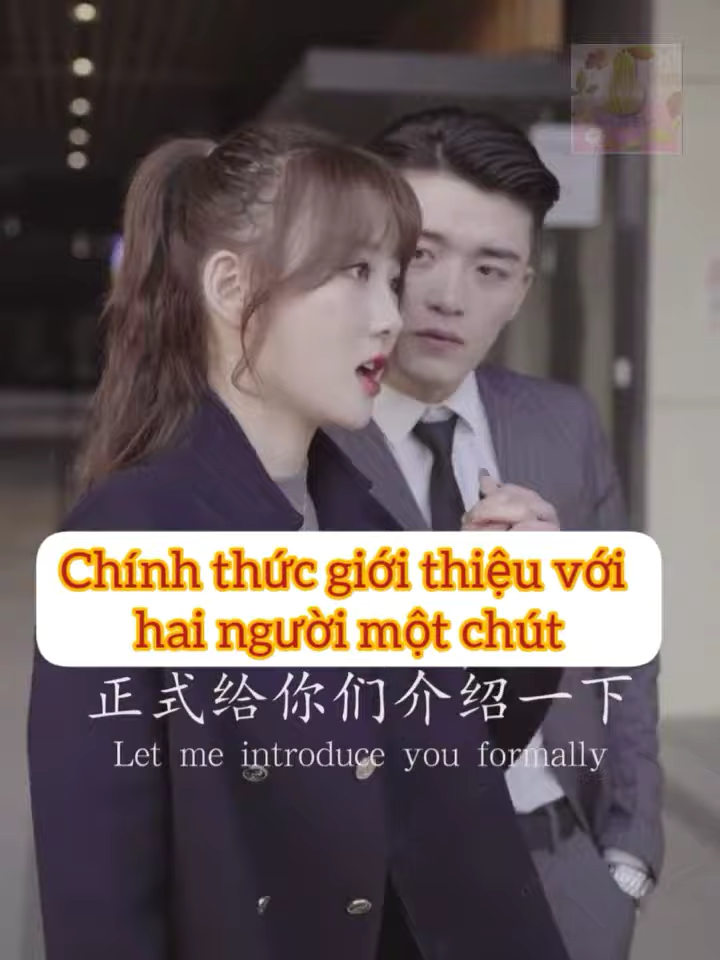 Chính thức giới thiệu với
hai người một chút
正式给你们介绍一下
Let me introduce you formally